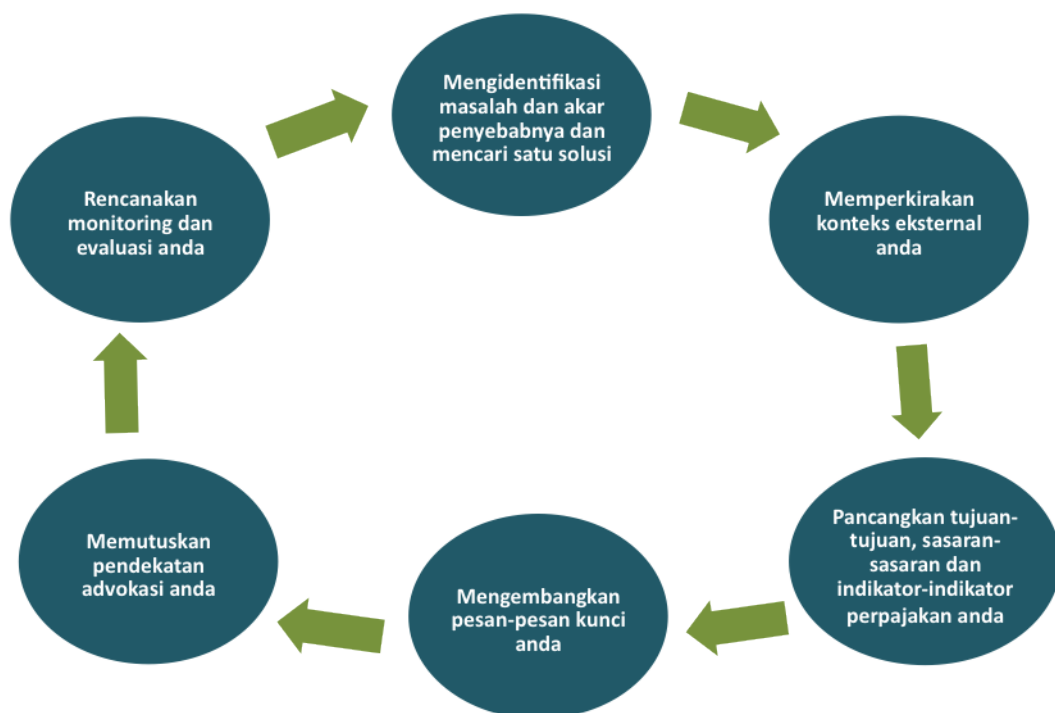 Mengidentifikasi
masalah dan akar
penyebabnya dan
mencari satu solusi
Memperkirakan
konteks eksternal
anda
Pancangkan tujuan-
tujuan, sasaran-
sasaran dan
indikator-indikator
perpajakan anda
Mengembangkan
pesan-pesan kunci
anda
Memutuskan
pendekatan
advokasi anda
Rencanakan
monitoring dan
evaluasi anda